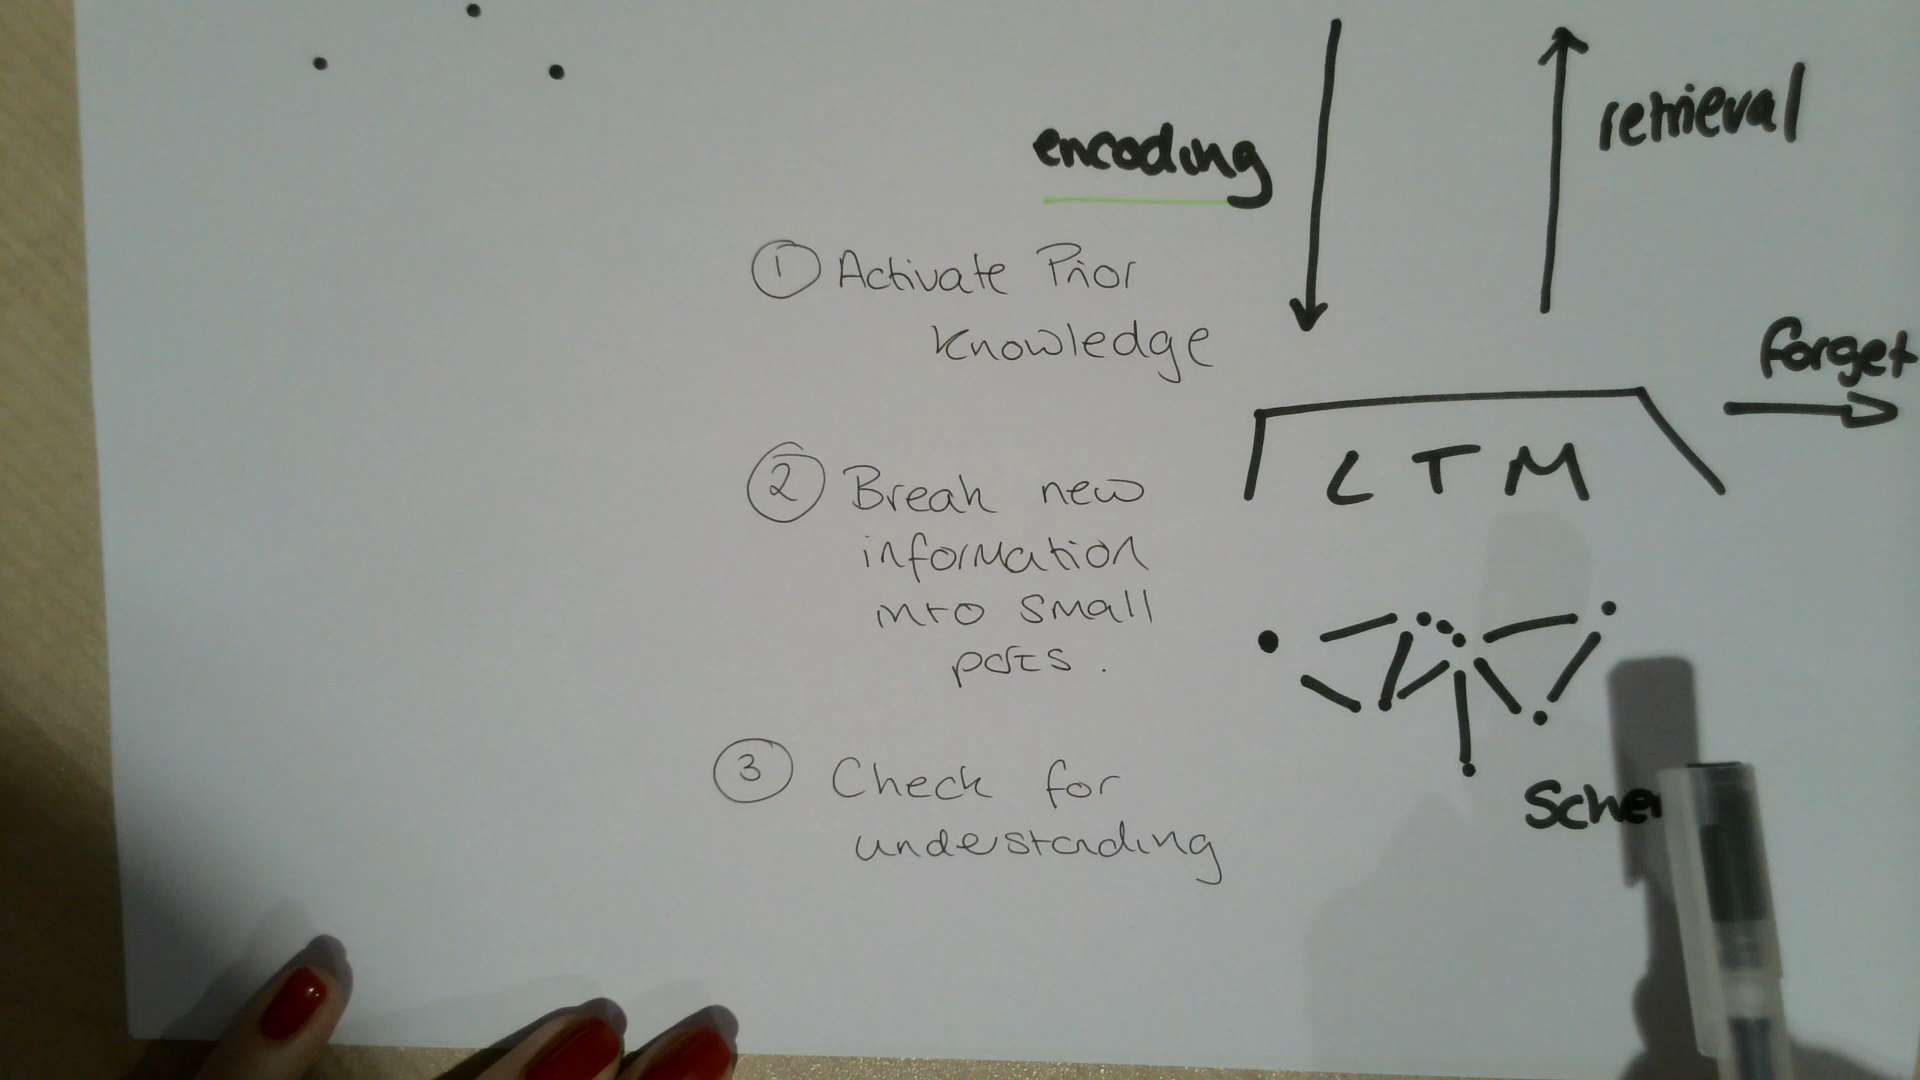 encoding
retrieval
① Activate Prior
Knowledge
forget
② Break new
information
into small
parts.
LTM
③ Check for
understanding